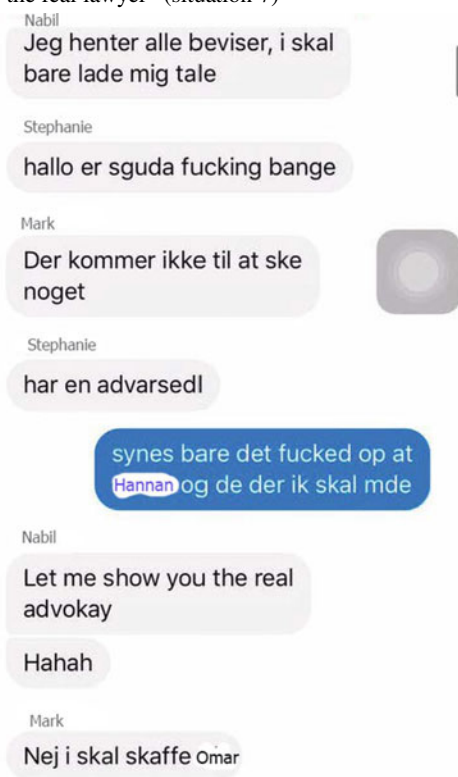 the real lawyer" (situation 7)
Nabil
Jeg henter alle beviser, i skal
bare lade mig tale
Stephanie
hallo er sguda fucking bange
Mark
Der kommer ikke til at ske
noget
Stephanie
har en advarsedl
synes bare det fucked op at
Hannan og de der ik skal mde
Nabil
Let me show you the real
advokay
Hahah
Mark
Nej i skal skaffe Omar